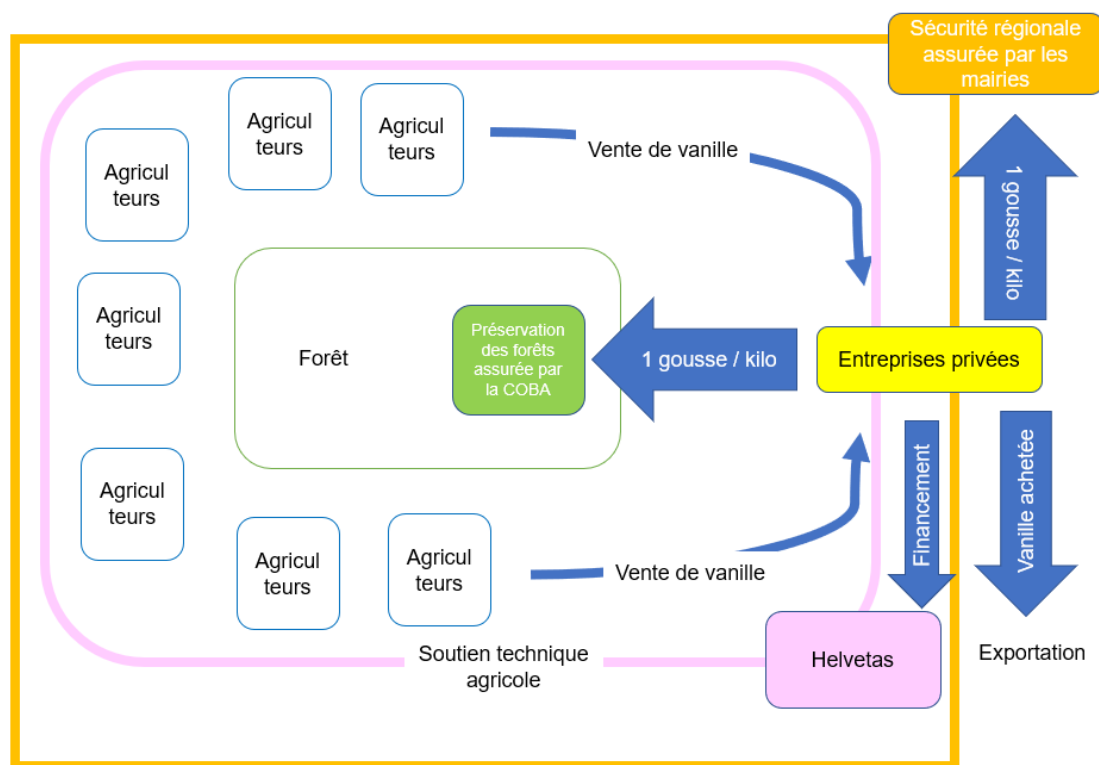 Sécurité régionale
assurée par les
mairies
Agricul
teurs
Agricul
teurs
Agricul
teurs
Vente de vanille
1 gousse / kilo
Agricul
teurs
Forêt
Préservation
des forêts
assurée par
la COBA
1 gousse / kilo
Entreprises privées
Agricul
teurs
Agricul
teurs
Agricul
teurs
Vente de vanille
Financement
Vanille achetée
Soutien technique
agricole
Helvetas
Exportation